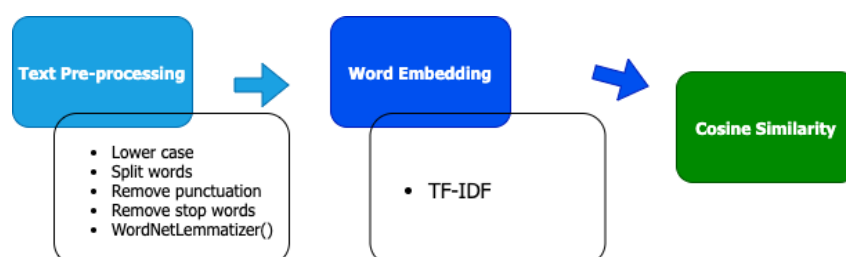 Text Pre-processing
• Lower case
• Split words
• Remove punctuation
• Remove stop words
• WordNetLemmatizer()
Word Embedding
• TF-IDF
Cosine Similarity